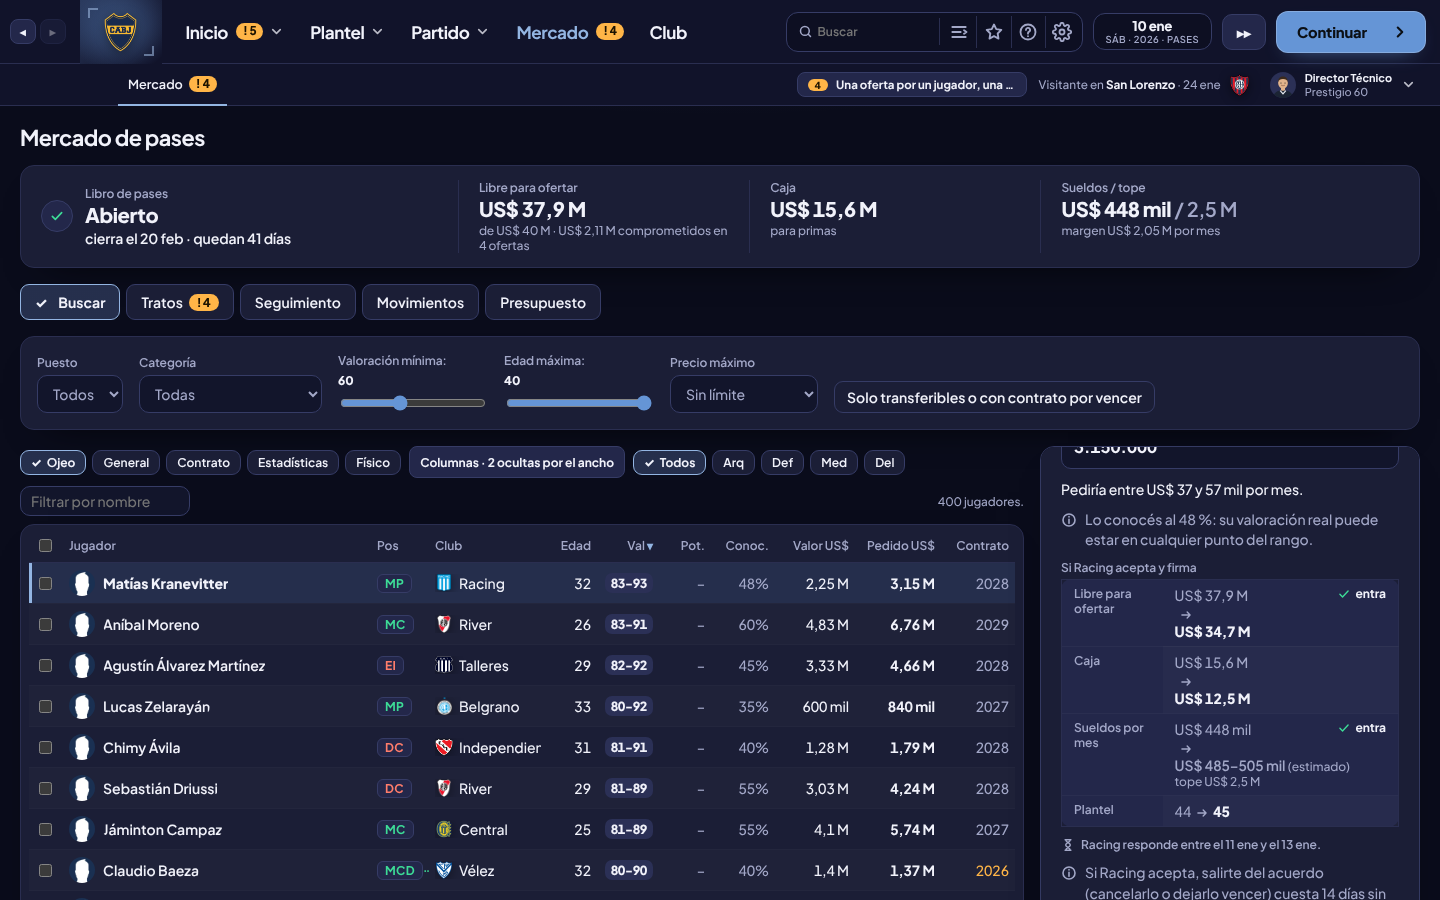 Inicio !5
Plantel
Partido
Mercado !4
Club
Buscar
10 ene
SÁB · 2026 · PASES
Continuar
Mercado !4
4 Una oferta por un jugador, una ...
Visitante en San Lorenzo · 24 ene
Director Técnico
Prestigio 60
Mercado de pases
Libro de pases
Abierto
cierra el 20 feb · quedan 41 días
Libre para ofertar
US$ 37,9 M
de US$ 40 M · US$ 2,11 M comprometidos en
4 ofertas
Caja
US$ 15,6 M
para primas
Sueldos / tope
US$ 448 mil / 2,5 M
margen US$ 2,05 M por mes
Buscar
Tratos !4
Seguimiento
Movimientos
Presupuesto
Puesto
Todos
Categoría
Todas
Valoración mínima:
60
Edad máxima:
40
Precio máximo
Sin límite
Solo transferibles o con contrato por vencer
Ojeo
General
Contrato
Estadísticas
Físico
Columnas · 2 ocultas por el ancho
Todos
Arq
Def
Med
Del
Filtrar por nombre
400 jugadores.
Jugador Pos Club Edad Val▼ Pot. Conoc. Valor US$ Pedido US$ Contrato
Matías Kranevitter MP Racing 32 83–93 – 48% 2,25 M 3,15 M 2028
Aníbal Moreno MC River 26 83–91 – 60% 4,83 M 6,76 M 2029
Agustín Álvarez Martínez EI Talleres 29 82–92 – 45% 3,33 M 4,66 M 2028
Lucas Zelarayán MP Belgrano 33 80–92 – 35% 600 mil 840 mil 2027
Chimy Ávila DC Independier 31 81–91 – 40% 1,28 M 1,79 M 2028
Sebastián Driussi DC River 29 81–89 – 55% 3,03 M 4,24 M 2028
Jáminton Campaz MC Central 25 81–89 – 55% 4,1 M 5,74 M 2027
Claudio Baeza MCD Vélez 32 80–90 – 40% 1,4 M 1,37 M 2026
3.150.000
Pediría entre US$ 37 y 57 mil por mes.
Lo conocés al 48 %: su valoración real puede
estar en cualquier punto del rango.
Si Racing acepta y firma
Libre para
ofertar
US$ 37,9 M
→
US$ 34,7 M
entra
Caja
US$ 15,6 M
→
US$ 12,5 M
Sueldos por
mes
US$ 448 mil
→
US$ 485–505 mil (estimado)
tope US$ 2,5 M
entra
Plantel
44 → 45
Racing responde entre el 11 ene y el 13 ene.
Si Racing acepta, salirte del acuerdo
(cancelarlo o dejarlo vencer) cuesta 14 días sin